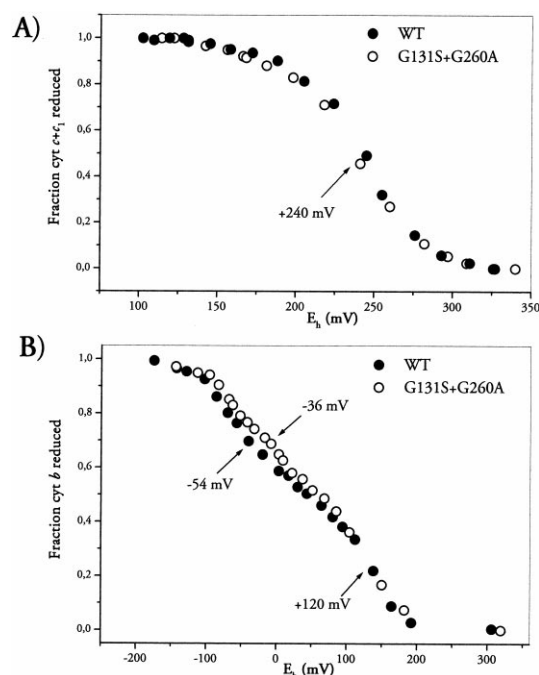 A)
WT
G131S+G260A
Fraction cyt c+c₁ reduced
1,0
0,8
0,6
0,4
0,2
0,0
+240 mV
100 150 200 250 300 350
E_h (mV)
B)
WT
G131S+G260A
Fraction cyt b reduced
1,0
0,8
0,6
0,4
0,2
0,0
-36 mV
-54 mV
+120 mV
-200 -100 0 100 200 300
E_h (mV)